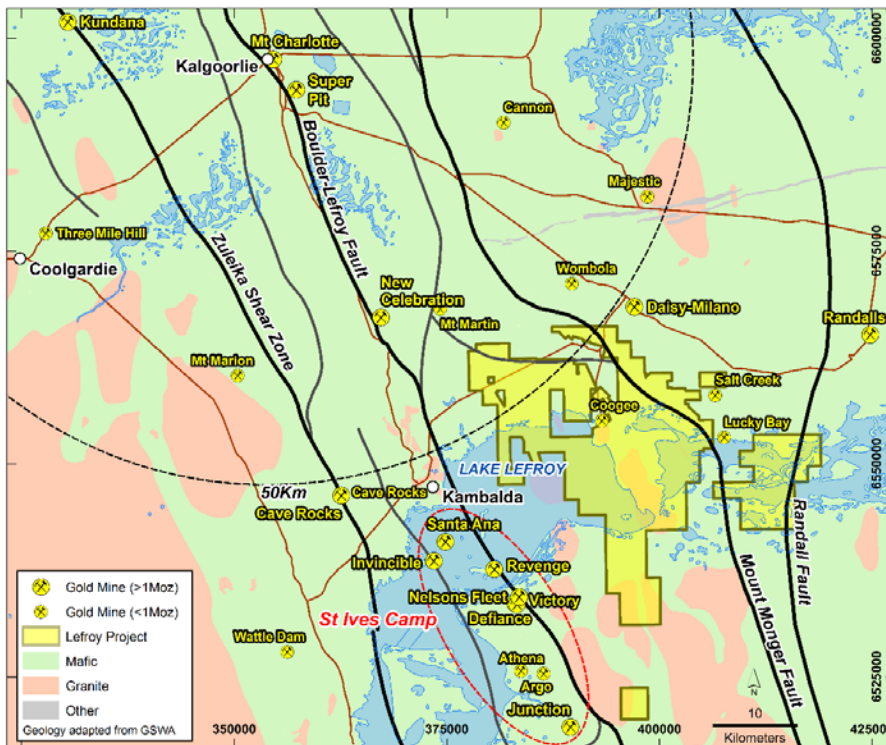 Kundana
Mt Charlotte
Kalgoorlie
Super
Pit
Boulder-Lefroy Fault
Cannon
Majestic
6600000
Three Mile Hill
Coolgardie
Zuleika Shear Zone
New
Celebration
Mt Martin
Wombola
Daisy-Milano
Randalls
6575000
Mt Marion
Salt Creek
Coogee
Lucky Bay
LAKE LEFROY
50Km
Cave Rocks
Cave Rocks
Kambalda
6550000
Santa Ana
Invincible
Revenge
Nelsons Fleet
Victory
Defiance
St Ives Camp
Mount Monger Fault
Randall Fault
Wattle Dam
Athena
Argo
Junction
6525000
Gold Mine (>1Moz)
Gold Mine (<1Moz)
Lefroy Project
Mafic
Granite
Other
Geology adapted from GSWA
N
10
Kilometers
350000
375000
400000
425000